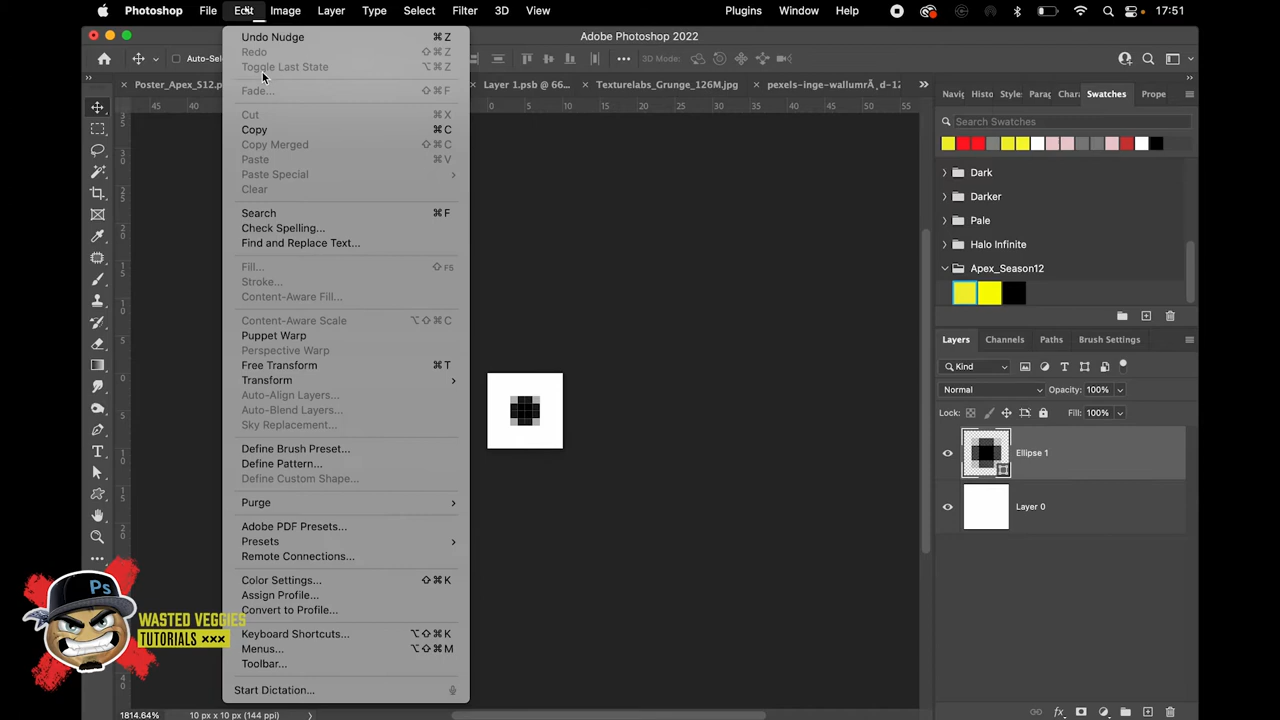 Photoshop File Edit Image Layer Type Select Filter 3D View Plugins Window Help 17:51
Adobe Photoshop 2022
Auto-Sel 3D Mode:
Poster_Apex_S12.p Layer 1.psb @ 66... Texturelabs_Grunge_126M.jpg pexels-inge-wallumrÃ¸d-12
45 0 5 10 15 20 25 30 35 40 45 50 55
Undo Nudge ⌘Z
Redo ⇧⌘Z
Toggle Last State ⌥⌘Z
Fade... ⇧⌘F
Cut ⌘X
Copy ⌘C
Copy Merged ⇧⌘C
Paste ⌘V
Paste Special
Clear
Search ⌘F
Check Spelling...
Find and Replace Text...
Fill... ⇧F5
Stroke...
Content-Aware Fill...
Content-Aware Scale ⌥⇧⌘C
Puppet Warp
Perspective Warp
Free Transform ⌘T
Transform
Auto-Align Layers...
Auto-Blend Layers...
Sky Replacement...
Define Brush Preset...
Define Pattern...
Define Custom Shape...
Purge
Adobe PDF Presets...
Presets
Remote Connections...
Color Settings... ⇧⌘K
Assign Profile...
Convert to Profile...
Keyboard Shortcuts... ⌥⇧⌘K
Menus... ⌥⇧⌘M
Toolbar...
Start Dictation...
Navig Histo Style: Para Chara Swatches Prope
Search Swatches
Dark
Darker
Pale
Halo Infinite
Apex_Season12
Layers Channels Paths Brush Settings
Kind
Normal Opacity: 100%
Lock: Fill: 100%
Ellipse 1
Layer 0
Ps
WASTED VEGGIES
TUTORIALS ×××
1814.64% 10 px x 10 px (144 ppi)